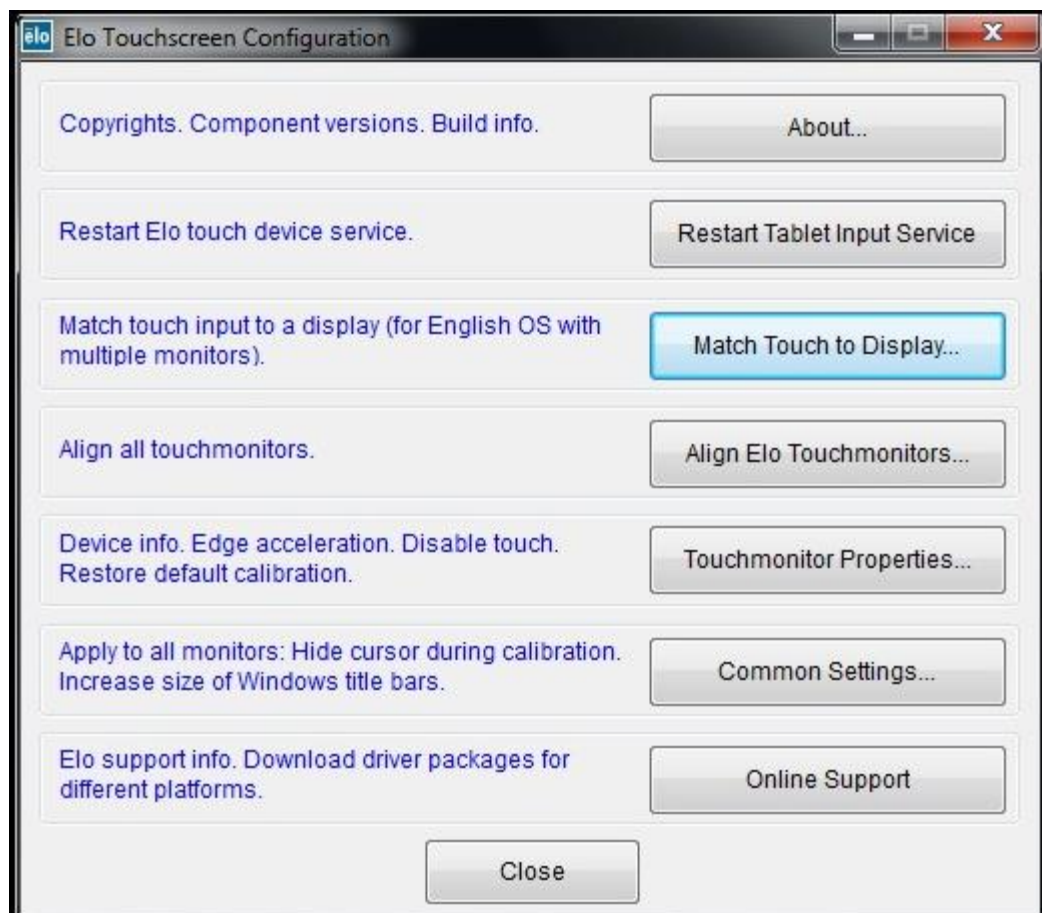 elo Elo Touchscreen Configuration
Copyrights. Component versions. Build info.
About...
Restart Elo touch device service.
Restart Tablet Input Service
Match touch input to a display (for English OS with
multiple monitors).
Match Touch to Display...
Align all touchmonitors.
Align Elo Touchmonitors...
Device info. Edge acceleration. Disable touch.
Restore default calibration.
Touchmonitor Properties...
Apply to all monitors: Hide cursor during calibration.
Increase size of Windows title bars.
Common Settings...
Elo support info. Download driver packages for
different platforms.
Online Support
Close